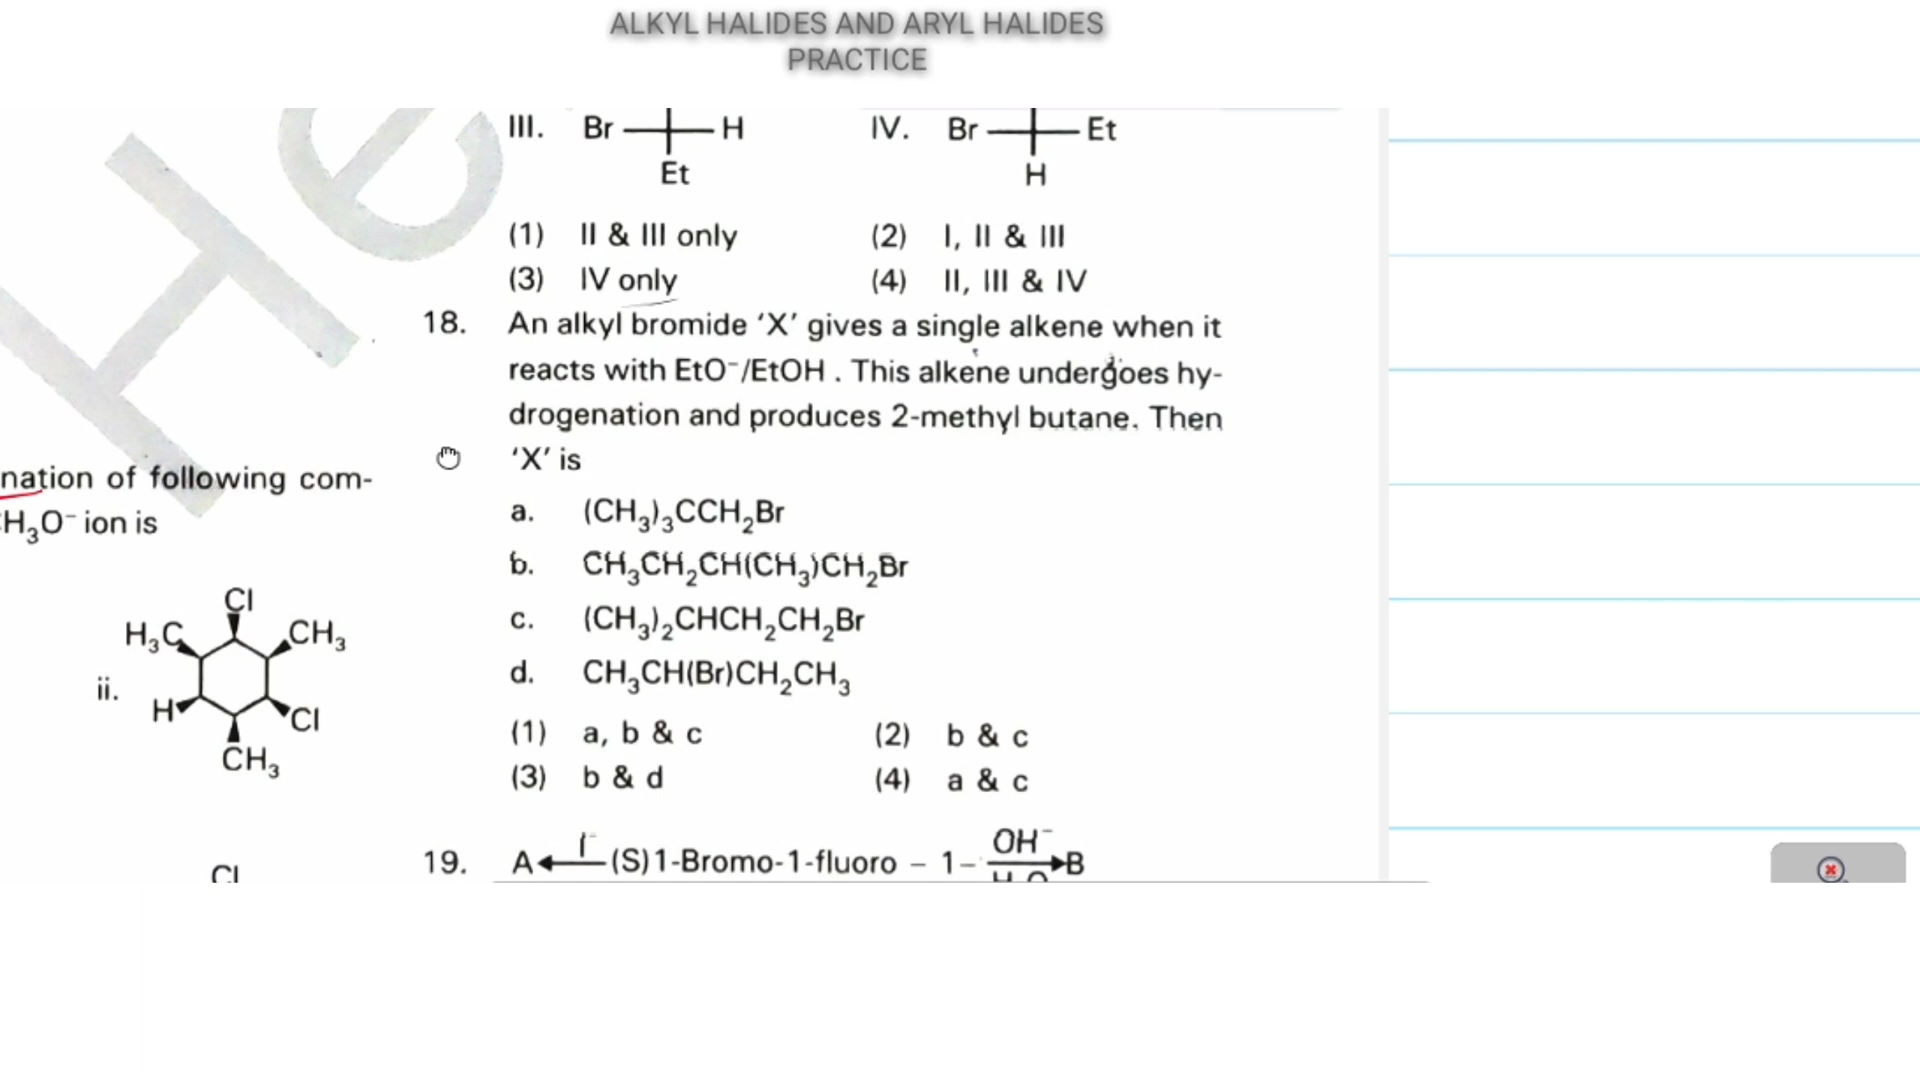 ALKYL HALIDES AND ARYL HALIDES
PRACTICE
He
III. Br H
Et
IV. Br Et
H
(1) II & III only (2) I, II & III
(3) IV only (4) II, III & IV
nation of following com-
H₃O⁻ ion is
ii. Cl
H₃C CH₃
H Cl
CH₃
Cl
18. An alkyl bromide ‘X’ gives a single alkene when it
reacts with EtO⁻/EtOH . This alkene undergoes hy-
drogenation and produces 2-methyl butane. Then
‘X’ is
a. (CH₃)₃CCH₂Br
b. CH₃CH₂CH(CH₃)CH₂Br
c. (CH₃)₂CHCH₂CH₂Br
d. CH₃CH(Br)CH₂CH₃
(1) a, b & c (2) b & c
(3) b & d (4) a & c
19. A I⁻ (S)1-Bromo-1-fluoro – 1– OH⁻ B